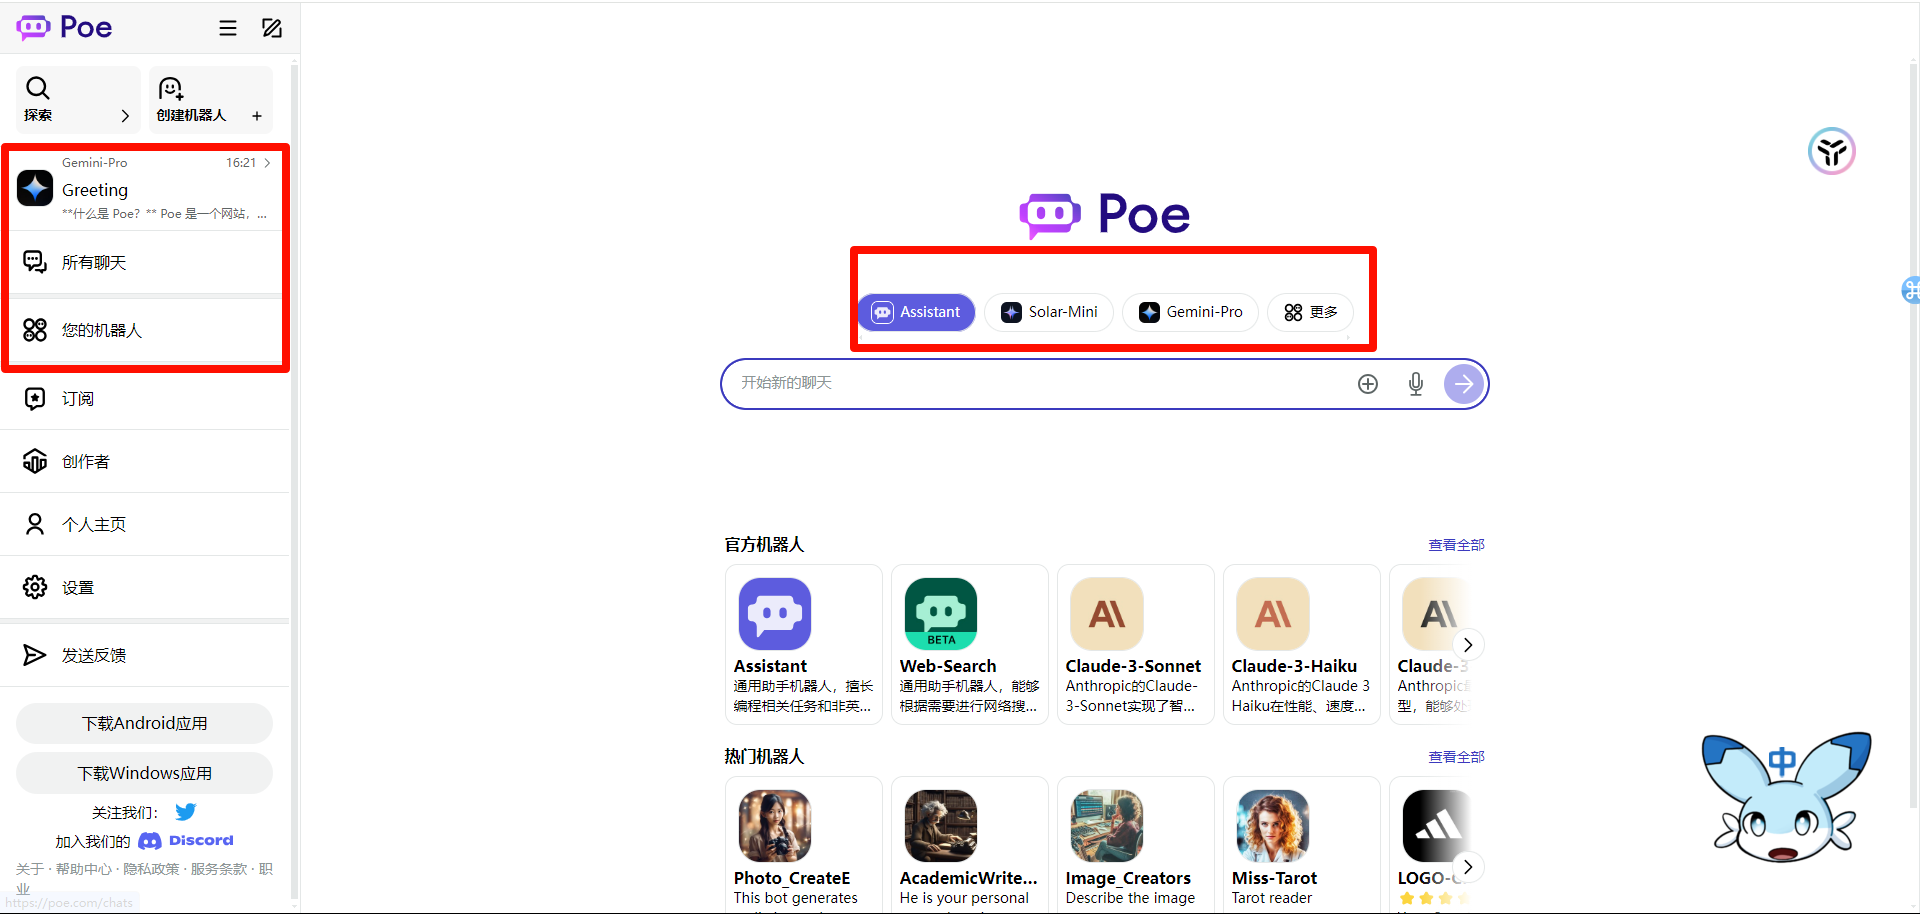 Poe
探索
创建机器人 +
Gemini-Pro 16:21
Greeting
**什么是 Poe? ** Poe 是一个网站, ...
所有聊天
您的机器人
订阅
创作者
个人主页
设置
发送反馈
下载Android应用
下载Windows应用
关注我们:
加入我们的 Discord
关于 · 帮助中心 · 隐私政策 · 服务条款 · 职
业
https://poe.com/chats
Poe
Assistant Solar-Mini Gemini-Pro 更多
开始新的聊天
官方机器人 查看全部
BETA
Assistant
通用助手机器人，擅长
编程相关任务和非英...
Web-Search
通用助手机器人，能够
根据需要进行网络搜...
Claude-3-Sonnet
Anthropic的Claude-
3-Sonnet实现了智...
Claude-3-Haiku
Anthropic的Claude 3
Haiku在性能、速度...
Claude-3
Anthropic
型，能够处
热门机器人 查看全部
Photo_CreateE
This bot generates
AcademicWrite...
He is your personal
Image_Creators
Describe the image
Miss-Tarot
Tarot reader
LOGO-
中